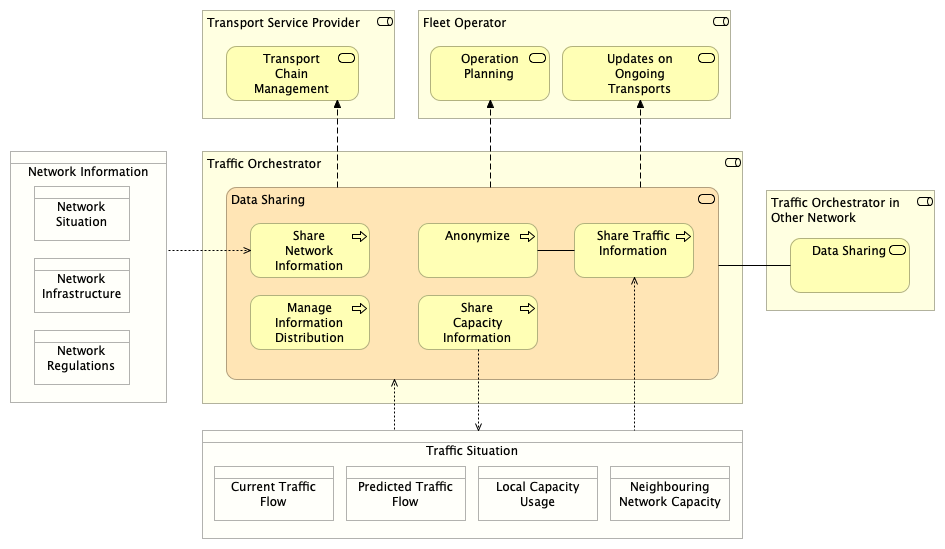 Transport Service Provider
Transport
Chain
Management
Fleet Operator
Operation
Planning
Updates on
Ongoing
Transports
Network Information
Network
Situation
Network
Infrastructure
Network
Regulations
Traffic Orchestrator
Data Sharing
Share
Network
Information
Anonymize
Share Traffic
Information
Manage
Information
Distribution
Share
Capacity
Information
Traffic Orchestrator in
Other Network
Data Sharing
Traffic Situation
Current Traffic
Flow
Predicted Traffic
Flow
Local Capacity
Usage
Neighbouring
Network Capacity